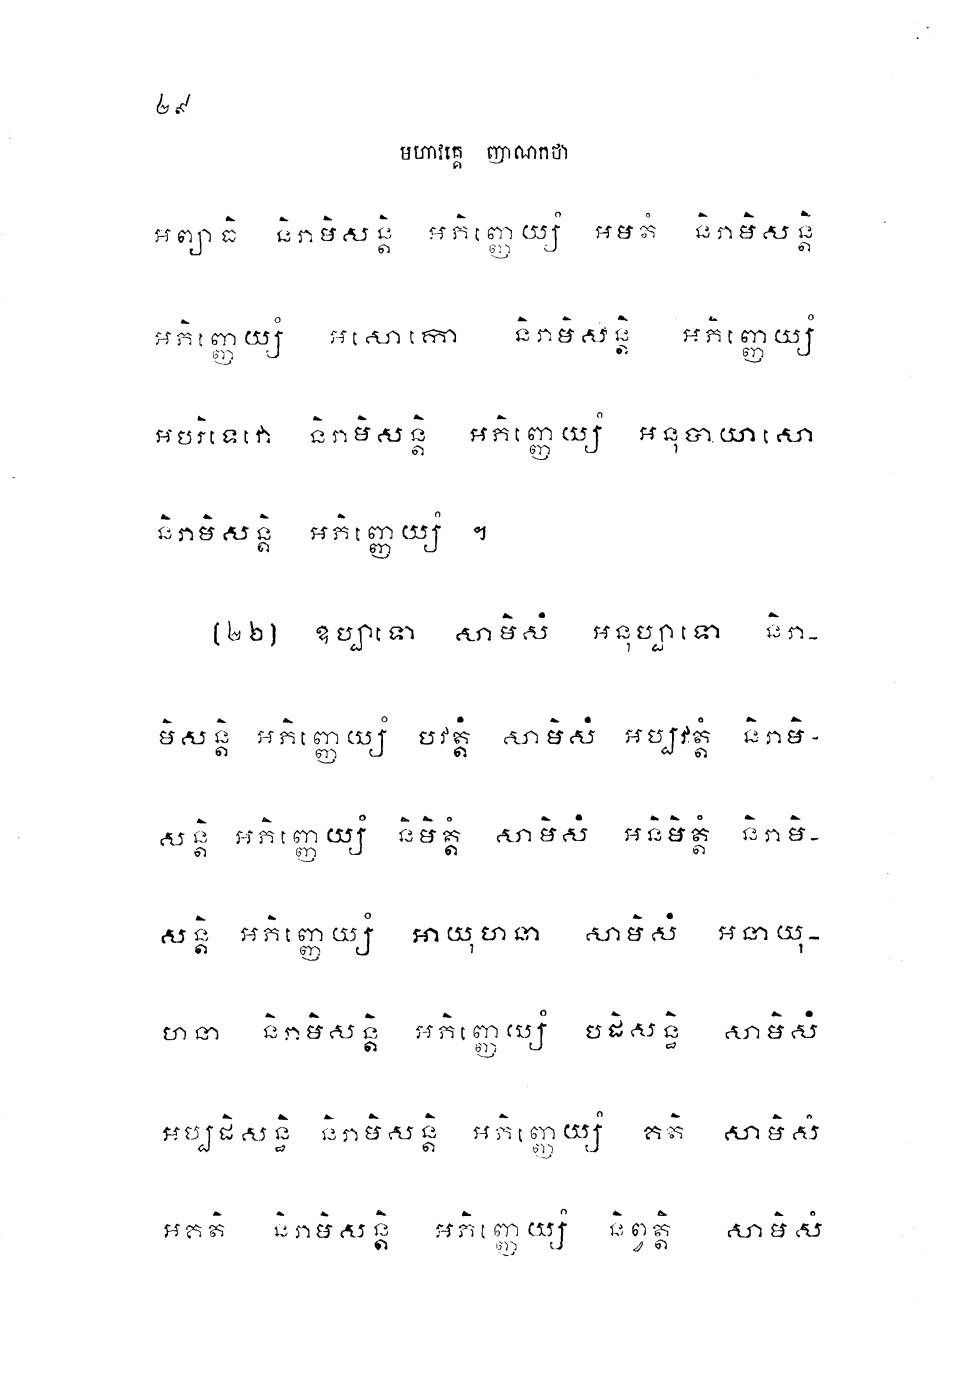 ២៩
មហាវគ្គេ ញាណកថា
អព្យាធិ និរាមិសន្តិ អភិញ្ញេយ្យំ អមតំ និរាមិសន្តិ
អភិញ្ញេយ្យំ អសោកោ និរាមិសន្តិ អភិញ្ញេយ្យំ
អបរិទេវោ និរាមិសន្តិ អភិញ្ញេយ្យំ អនុបាយាសោ
និរាមិសន្តិ អភិញ្ញេយ្យំ ។
(២២) ឧប្បាទោ សាមិសំ អនុប្បាទោ និរា-
មិសន្តិ អភិញ្ញេយ្យំ បវត្តំ សាមិសំ អប្បវត្តំ និរាមិ-
សន្តិ អភិញ្ញេយ្យំ និមិត្តំ សាមិសំ អនិមិត្តំ និរាមិ-
សន្តិ អភិញ្ញេយ្យំ អាយុហនា សាមិសំ អនាយុ-
ហនា និរាមិសន្តិ អភិញ្ញេយ្យំ បដិសន្ធិ សាមិសំ
អប្បដិសន្ធិ និរាមិសន្តិ អភិញ្ញេយ្យំ គតិ សាមិសំ
អគតិ និរាមិសន្តិ អភិញ្ញេយ្យំ និព្វត្តិ សាមិសំ